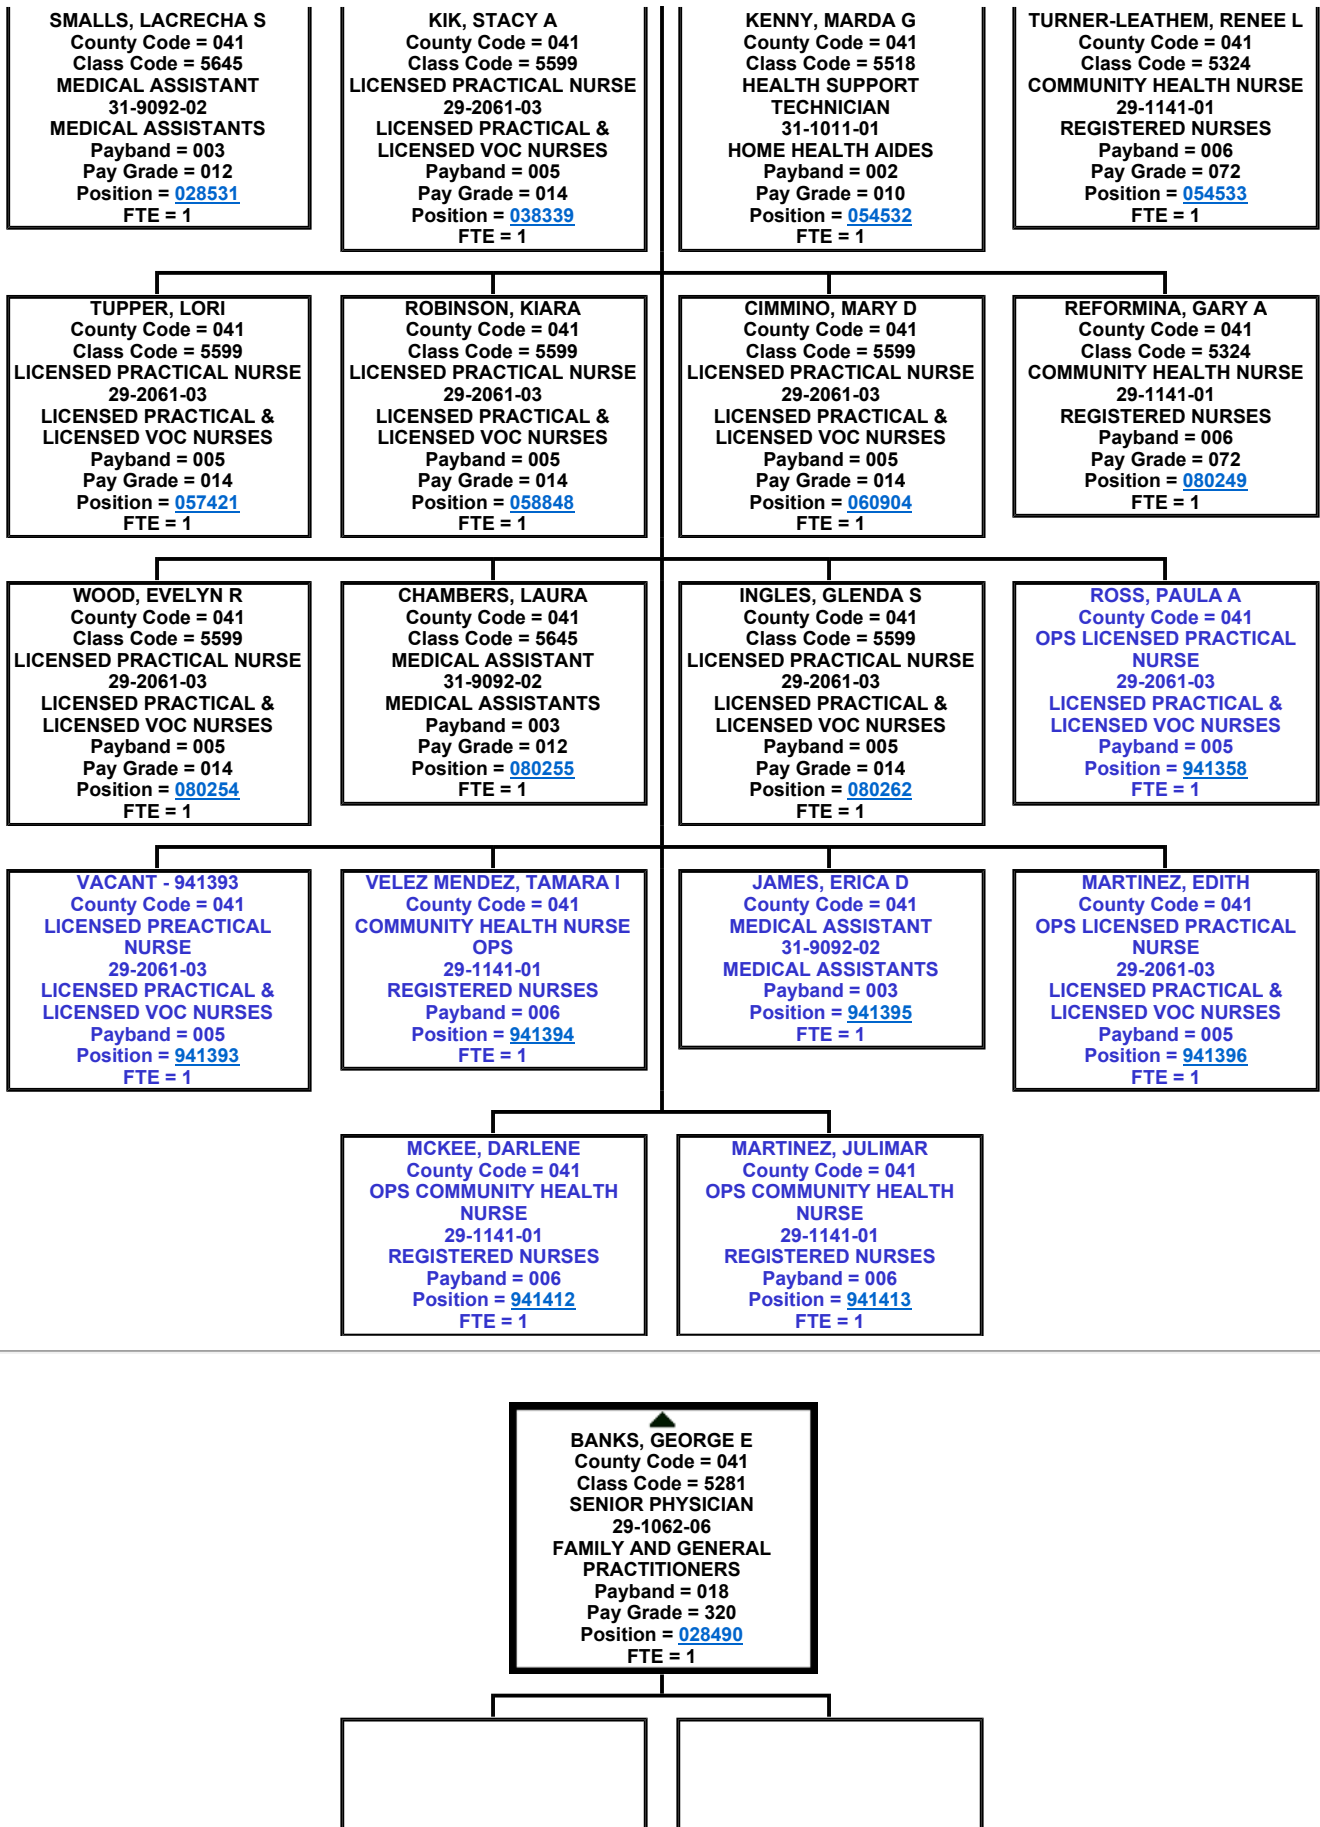 SMALLS, LACRECHA S
County Code = 041
Class Code = 5645
MEDICAL ASSISTANT
31-9092-02
MEDICAL ASSISTANTS
Payband = 003
Pay Grade = 012
Position = 028531
FTE = 1
KIK, STACY A
County Code = 041
Class Code = 5599
LICENSED PRACTICAL NURSE
29-2061-03
LICENSED PRACTICAL &
LICENSED VOC NURSES
Payband = 005
Pay Grade = 014
Position = 038339
FTE = 1
KENNY, MARDA G
County Code = 041
Class Code = 5518
HEALTH SUPPORT
TECHNICIAN
31-1011-01
HOME HEALTH AIDES
Payband = 002
Pay Grade = 010
Position = 054532
FTE = 1
TURNER-LEATHEM, RENEE L
County Code = 041
Class Code = 5324
COMMUNITY HEALTH NURSE
29-1141-01
REGISTERED NURSES
Payband = 006
Pay Grade = 072
Position = 054533
FTE = 1
TUPPER, LORI
County Code = 041
Class Code = 5599
LICENSED PRACTICAL NURSE
29-2061-03
LICENSED PRACTICAL &
LICENSED VOC NURSES
Payband = 005
Pay Grade = 014
Position = 057421
FTE = 1
ROBINSON, KIARA
County Code = 041
Class Code = 5599
LICENSED PRACTICAL NURSE
29-2061-03
LICENSED PRACTICAL &
LICENSED VOC NURSES
Payband = 005
Pay Grade = 014
Position = 058848
FTE = 1
CIMMINO, MARY D
County Code = 041
Class Code = 5599
LICENSED PRACTICAL NURSE
29-2061-03
LICENSED PRACTICAL &
LICENSED VOC NURSES
Payband = 005
Pay Grade = 014
Position = 060904
FTE = 1
REFORMINA, GARY A
County Code = 041
Class Code = 5324
COMMUNITY HEALTH NURSE
29-1141-01
REGISTERED NURSES
Payband = 006
Pay Grade = 072
Position = 080249
FTE = 1
WOOD, EVELYN R
County Code = 041
Class Code = 5599
LICENSED PRACTICAL NURSE
29-2061-03
LICENSED PRACTICAL &
LICENSED VOC NURSES
Payband = 005
Pay Grade = 014
Position = 080254
FTE = 1
CHAMBERS, LAURA
County Code = 041
Class Code = 5645
MEDICAL ASSISTANT
31-9092-02
MEDICAL ASSISTANTS
Payband = 003
Pay Grade = 012
Position = 080255
FTE = 1
INGLES, GLENDA S
County Code = 041
Class Code = 5599
LICENSED PRACTICAL NURSE
29-2061-03
LICENSED PRACTICAL &
LICENSED VOC NURSES
Payband = 005
Pay Grade = 014
Position = 080262
FTE = 1
ROSS, PAULA A
County Code = 041
OPS LICENSED PRACTICAL
NURSE
29-2061-03
LICENSED PRACTICAL &
LICENSED VOC NURSES
Payband = 005
Position = 941358
FTE = 1
VACANT - 941393
County Code = 041
LICENSED PREACTICAL
NURSE
29-2061-03
LICENSED PRACTICAL &
LICENSED VOC NURSES
Payband = 005
Position = 941393
FTE = 1
VELEZ MENDEZ, TAMARA I
County Code = 041
COMMUNITY HEALTH NURSE
OPS
29-1141-01
REGISTERED NURSES
Payband = 006
Position = 941394
FTE = 1
JAMES, ERICA D
County Code = 041
MEDICAL ASSISTANT
31-9092-02
MEDICAL ASSISTANTS
Payband = 003
Position = 941395
FTE = 1
MARTINEZ, EDITH
County Code = 041
OPS LICENSED PRACTICAL
NURSE
29-2061-03
LICENSED PRACTICAL &
LICENSED VOC NURSES
Payband = 005
Position = 941396
FTE = 1
MCKEE, DARLENE
County Code = 041
OPS COMMUNITY HEALTH
NURSE
29-1141-01
REGISTERED NURSES
Payband = 006
Position = 941412
FTE = 1
MARTINEZ, JULIMAR
County Code = 041
OPS COMMUNITY HEALTH
NURSE
29-1141-01
REGISTERED NURSES
Payband = 006
Position = 941413
FTE = 1
BANKS, GEORGE E
County Code = 041
Class Code = 5281
SENIOR PHYSICIAN
29-1062-06
FAMILY AND GENERAL
PRACTITIONERS
Payband = 018
Pay Grade = 320
Position = 028490
FTE = 1